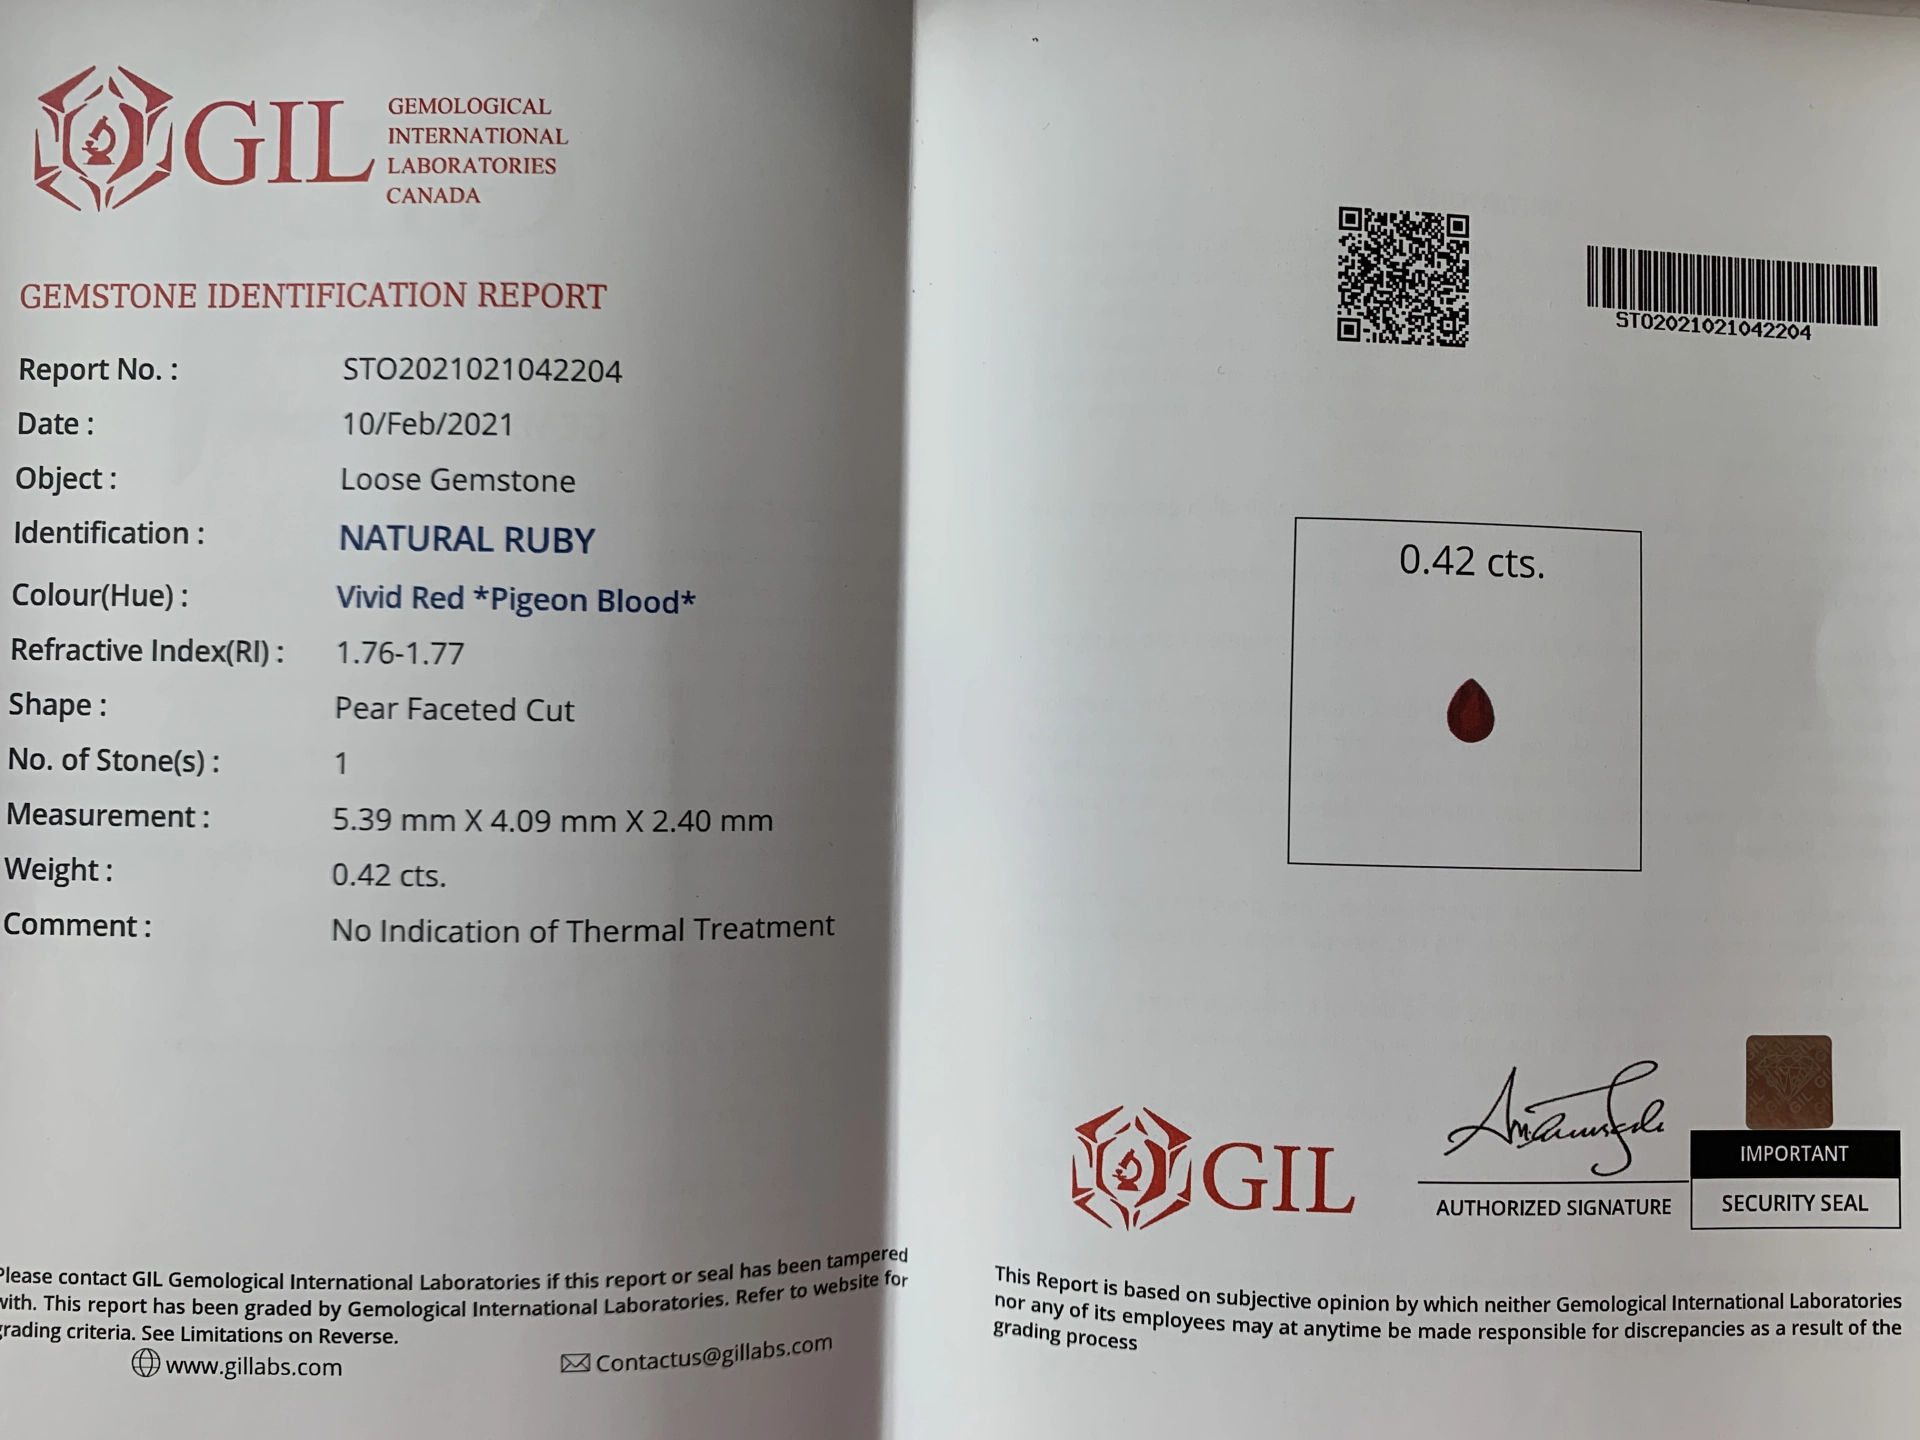 GIL
GEMOLOGICAL
INTERNATIONAL
LABORATORIES
CANADA
GEMSTONE IDENTIFICATION REPORT
Report No. : STO2021021042204
Date : 10/Feb/2021
Object : Loose Gemstone
Identification : NATURAL RUBY
Colour(Hue) : Vivid Red *Pigeon Blood*
Refractive Index(RI) : 1.76-1.77
Shape : Pear Faceted Cut
No. of Stone(s) : 1
Measurement : 5.39 mm X 4.09 mm X 2.40 mm
Weight : 0.42 cts.
Comment : No Indication of Thermal Treatment
Please contact GIL Gemological International Laboratories if this report or seal has been tampered
with. This report has been graded by Gemological International Laboratories. Refer to website for
grading criteria. See Limitations on Reverse.
www.gillabs.com Contactus@gillabs.com
STO2021021042204
0.42 cts.
GIL
AUTHORIZED SIGNATURE
IMPORTANT
SECURITY SEAL
This Report is based on subjective opinion by which neither Gemological International Laboratories
nor any of its employees may at anytime be made responsible for discrepancies as a result of the
grading process